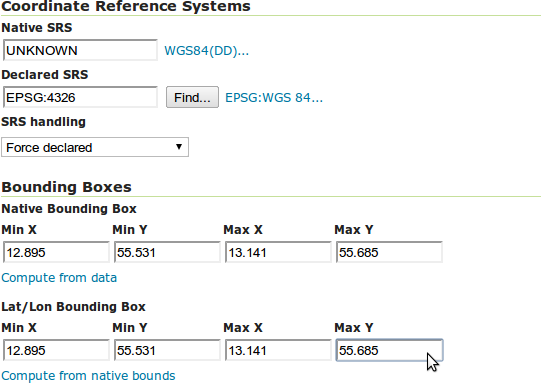 Coordinate Reference Systems
Native SRS
UNKNOWN WGS84(DD)...
Declared SRS
EPSG:4326 Find... EPSG:WGS 84...
SRS handling
Force declared
Bounding Boxes
Native Bounding Box
Min X Min Y Max X Max Y
12.895 55.531 13.141 55.685
Compute from data
Lat/Lon Bounding Box
Min X Min Y Max X Max Y
12.895 55.531 13.141 55.685
Compute from native bounds